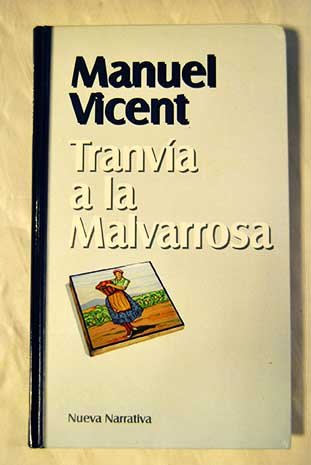 Manuel
Vicent
Tranvía
a la
Malvarrosa
Nueva Narrativa